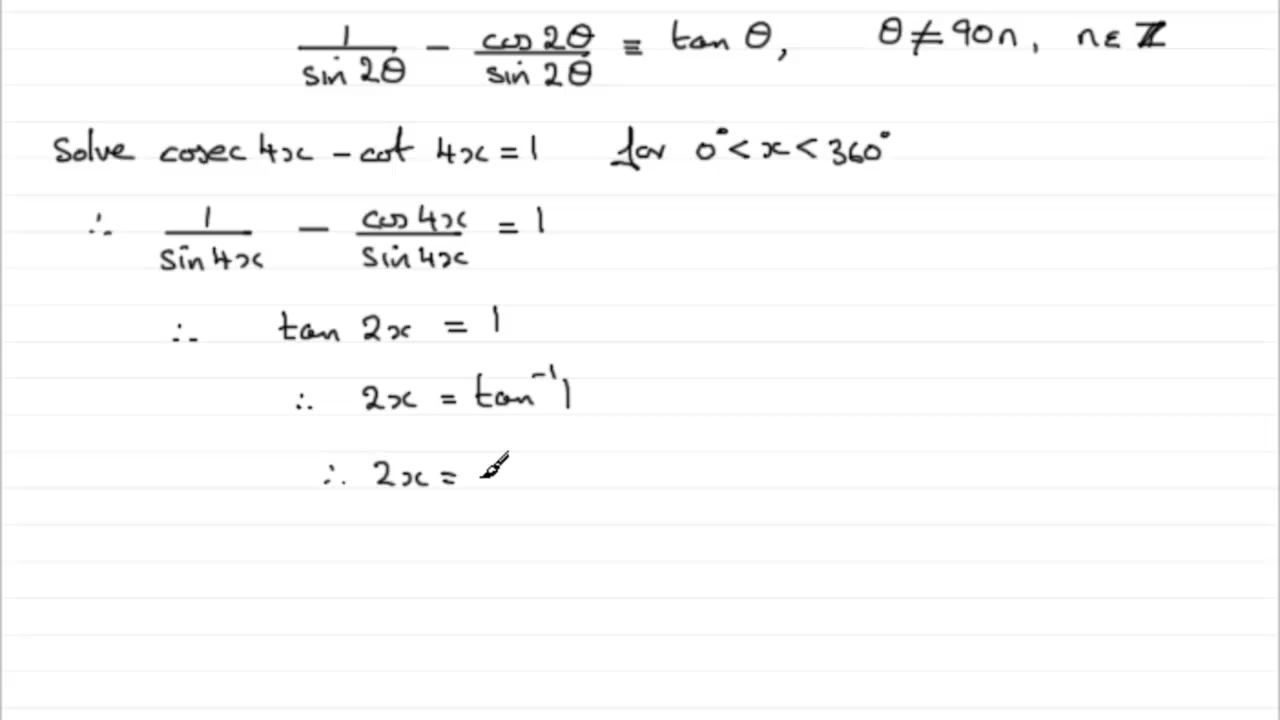 1/sin 2θ − cos 2θ/sin 2θ ≡ tan θ, θ ≠ 90n, n ∈ ℤ
Solve cosec 4x − cot 4x = 1 for 0° < x < 360°
∴ 1/sin 4x − cos 4x/sin 4x = 1
∴ tan 2x = 1
∴ 2x = tan⁻¹ 1
∴ 2x =